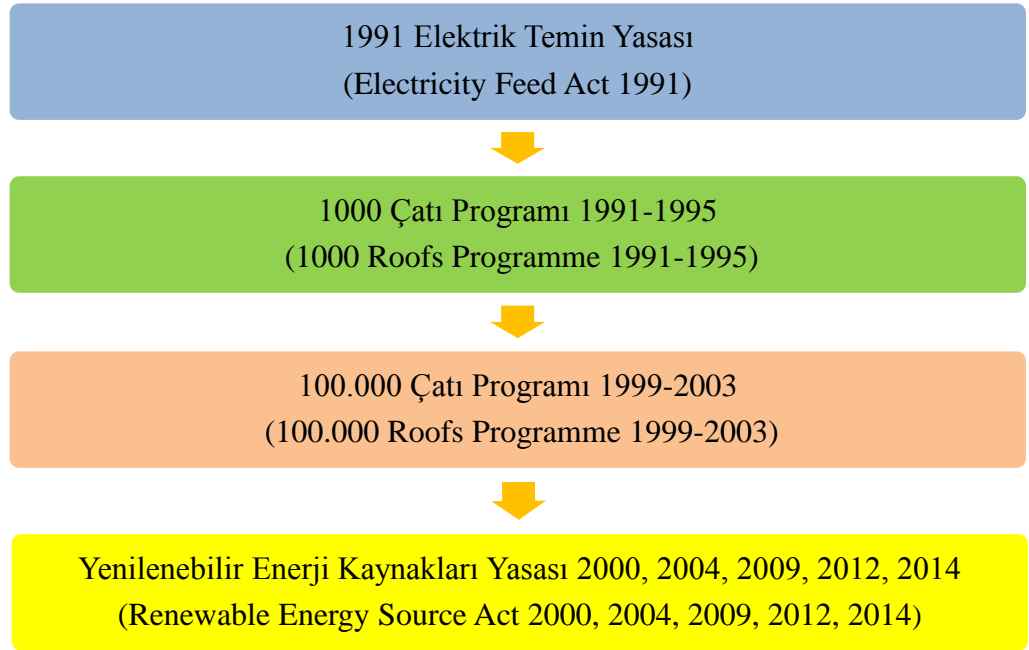 1991 Elektrik Temin Yasası
(Electricity Feed Act 1991)
1000 Çatı Programı 1991-1995
(1000 Roofs Programme 1991-1995)
100.000 Çatı Programı 1999-2003
(100.000 Roofs Programme 1999-2003)
Yenilenebilir Enerji Kaynakları Yasası 2000, 2004, 2009, 2012, 2014
(Renewable Energy Source Act 2000, 2004, 2009, 2012, 2014)